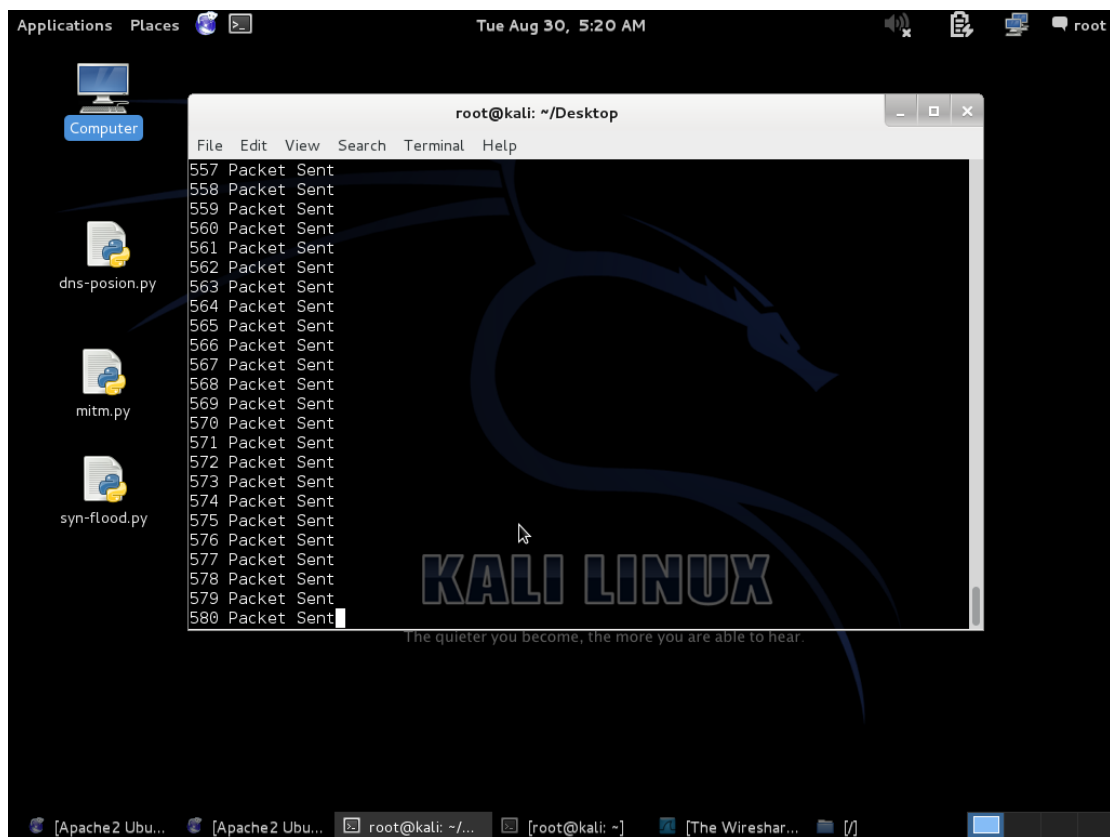 Applications Places Tue Aug 30, 5:20 AM root
Computer
dns-posion.py
mitm.py
syn-flood.py
root@kali: ~/Desktop
File Edit View Search Terminal Help
557 Packet Sent
558 Packet Sent
559 Packet Sent
560 Packet Sent
561 Packet Sent
562 Packet Sent
563 Packet Sent
564 Packet Sent
565 Packet Sent
566 Packet Sent
567 Packet Sent
568 Packet Sent
569 Packet Sent
570 Packet Sent
571 Packet Sent
572 Packet Sent
573 Packet Sent
574 Packet Sent
575 Packet Sent
576 Packet Sent
577 Packet Sent
578 Packet Sent
579 Packet Sent
580 Packet Sent
KALI LINUX
The quieter you become, the more you are able to hear.
[Apache2 Ubu... [Apache2 Ubu... root@kali: ~/... [root@kali: ~] [The Wireshar... [/]